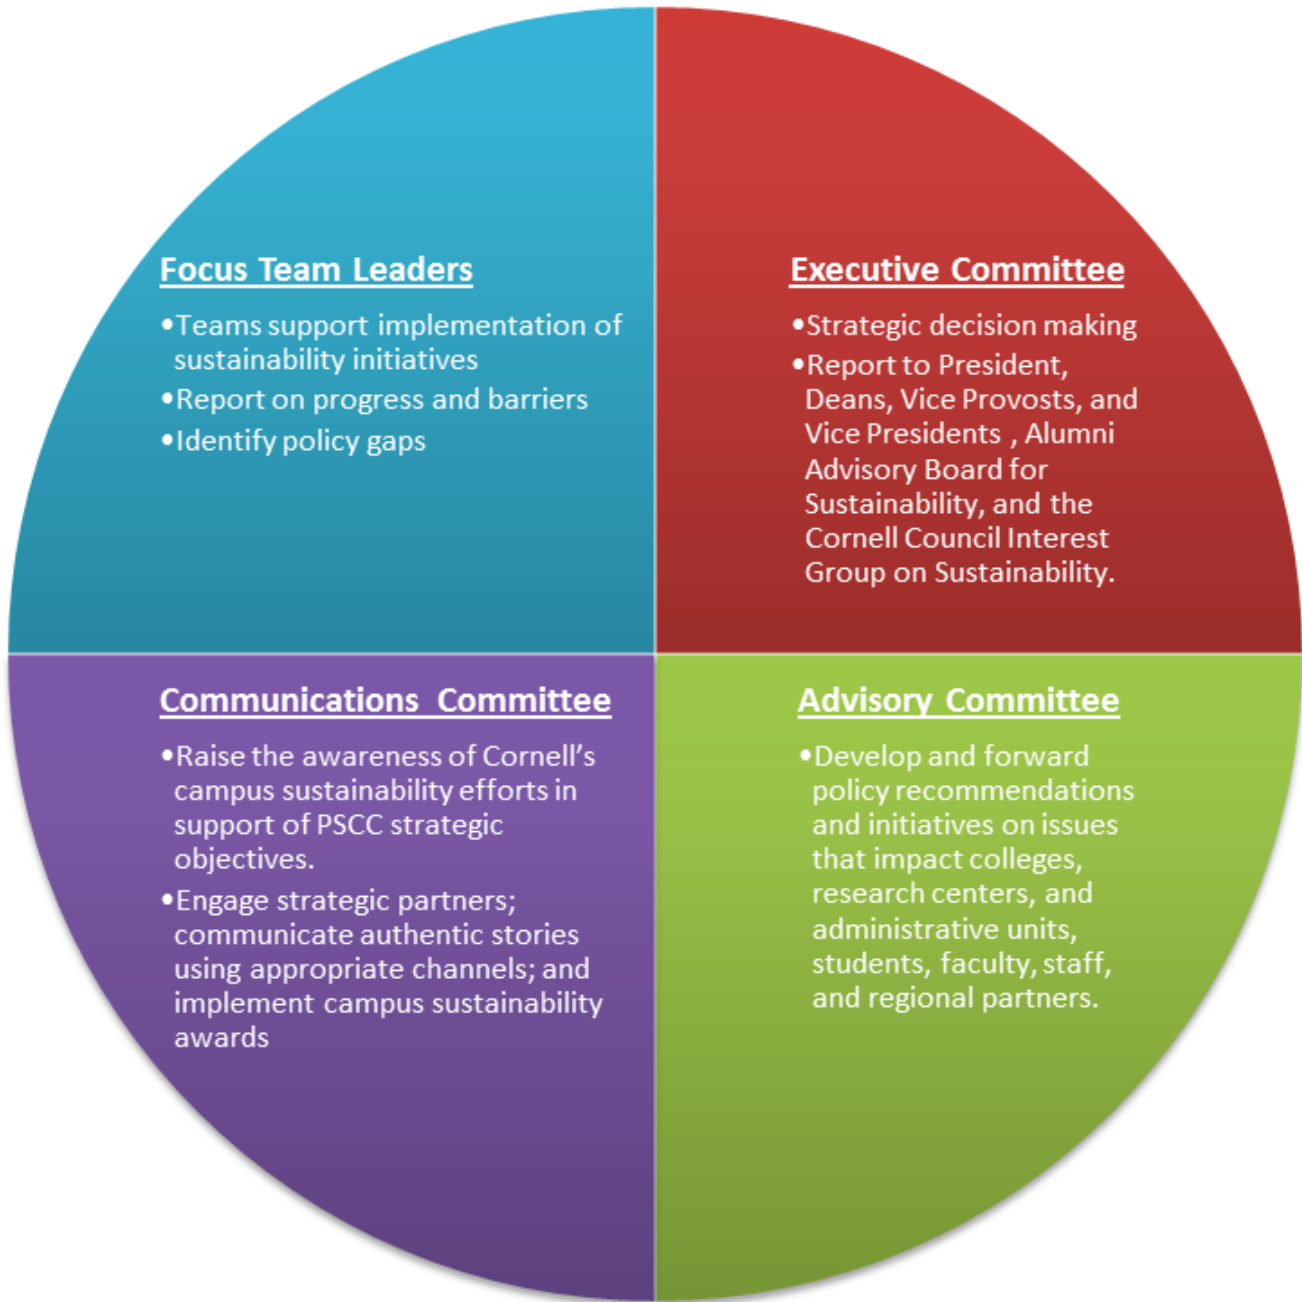 Focus Team Leaders
•Teams support implementation of
sustainability initiatives
•Report on progress and barriers
•Identify policy gaps
Executive Committee
•Strategic decision making
•Report to President,
Deans, Vice Provosts, and
Vice Presidents , Alumni
Advisory Board for
Sustainability, and the
Cornell Council Interest
Group on Sustainability.
Communications Committee
•Raise the awareness of Cornell’s
campus sustainability efforts in
support of PSCC strategic
objectives.
•Engage strategic partners;
communicate authentic stories
using appropriate channels; and
implement campus sustainability
awards
Advisory Committee
•Develop and forward
policy recommendations
and initiatives on issues
that impact colleges,
research centers, and
administrative units,
students, faculty, staff,
and regional partners.